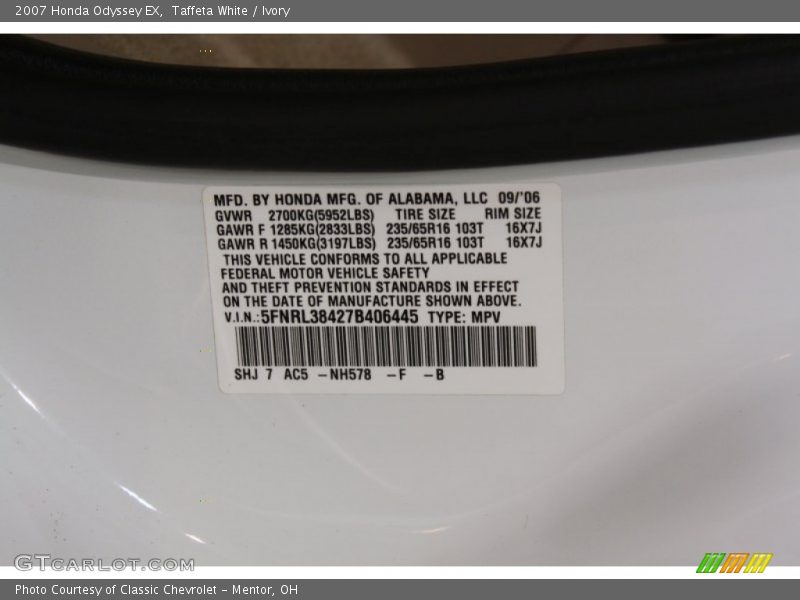 2007 Honda Odyssey EX, Taffeta White / Ivory
MFD. BY HONDA MFG. OF ALABAMA, LLC 09/'06
GVWR 2700KG(5952LBS) TIRE SIZE RIM SIZE
GAWR F 1285KG(2833LBS) 235/65R16 103T 16X7J
GAWR R 1450KG(3197LBS) 235/65R16 103T 16X7J
THIS VEHICLE CONFORMS TO ALL APPLICABLE
FEDERAL MOTOR VEHICLE SAFETY
AND THEFT PREVENTION STANDARDS IN EFFECT
ON THE DATE OF MANUFACTURE SHOWN ABOVE.
V.I.N.:5FNRL38427B406445 TYPE: MPV
SHJ 7 AC5 -NH578 -F -B
GTCARLOT.COM
Photo Courtesy of Classic Chevrolet - Mentor, OH